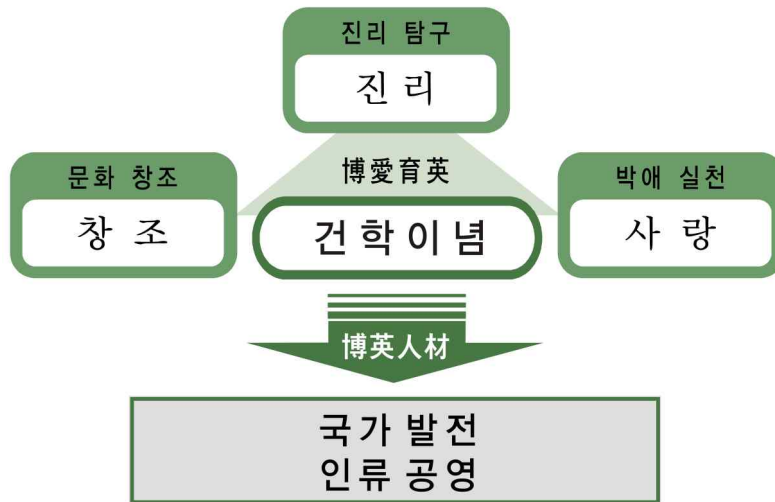 진리 탐구
진리
문화 창조
창조
博愛育英
건학이념
박애 실천
사랑
博英人材
국가 발전
인류 공영